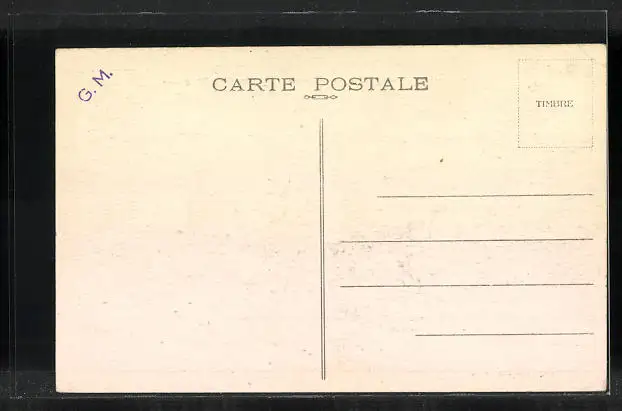 G. M.
CARTE POSTALE
TIMBRE